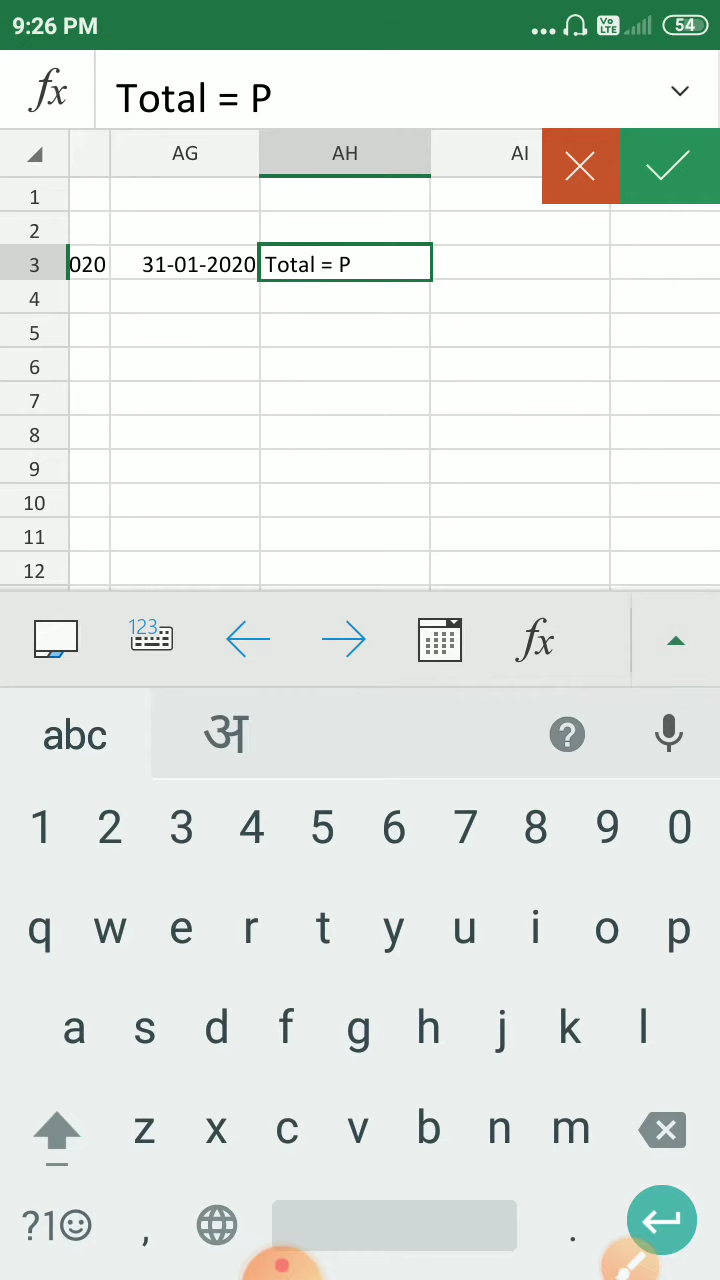 9:26 PM ... Vo LTE 54
fx Total = P
AG AH AI
1
2
3 020 31-01-2020 Total = P
4
5
6
7
8
9
10
11
12
123 fx
abc अ ?
1 2 3 4 5 6 7 8 9 0
q w e r t y u i o p
a s d f g h j k l
z x c v b n m
?1 , .